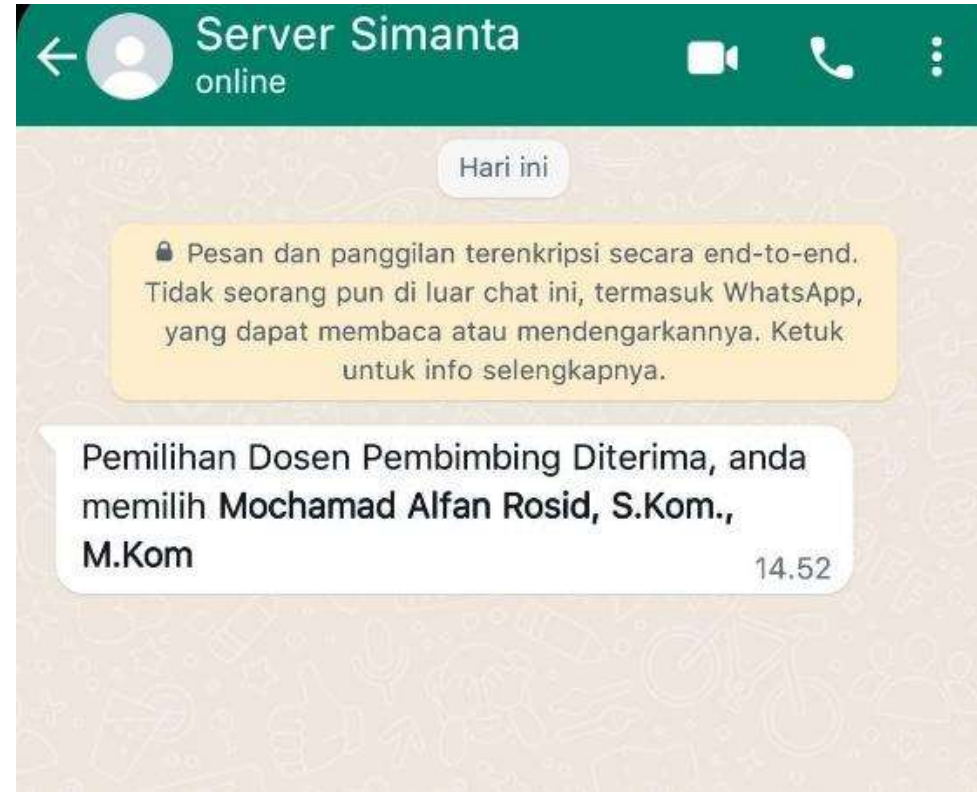 Server Simanta
online
Hari ini
Pesan dan panggilan terenkripsi secara end-to-end.
Tidak seorang pun di luar chat ini, termasuk WhatsApp,
yang dapat membaca atau mendengarkannya. Ketuk
untuk info selengkapnya.
Pemilihan Dosen Pembimbing Diterima, anda
memilih Mochamad Alfan Rosid, S.Kom.,
M.Kom
14.52